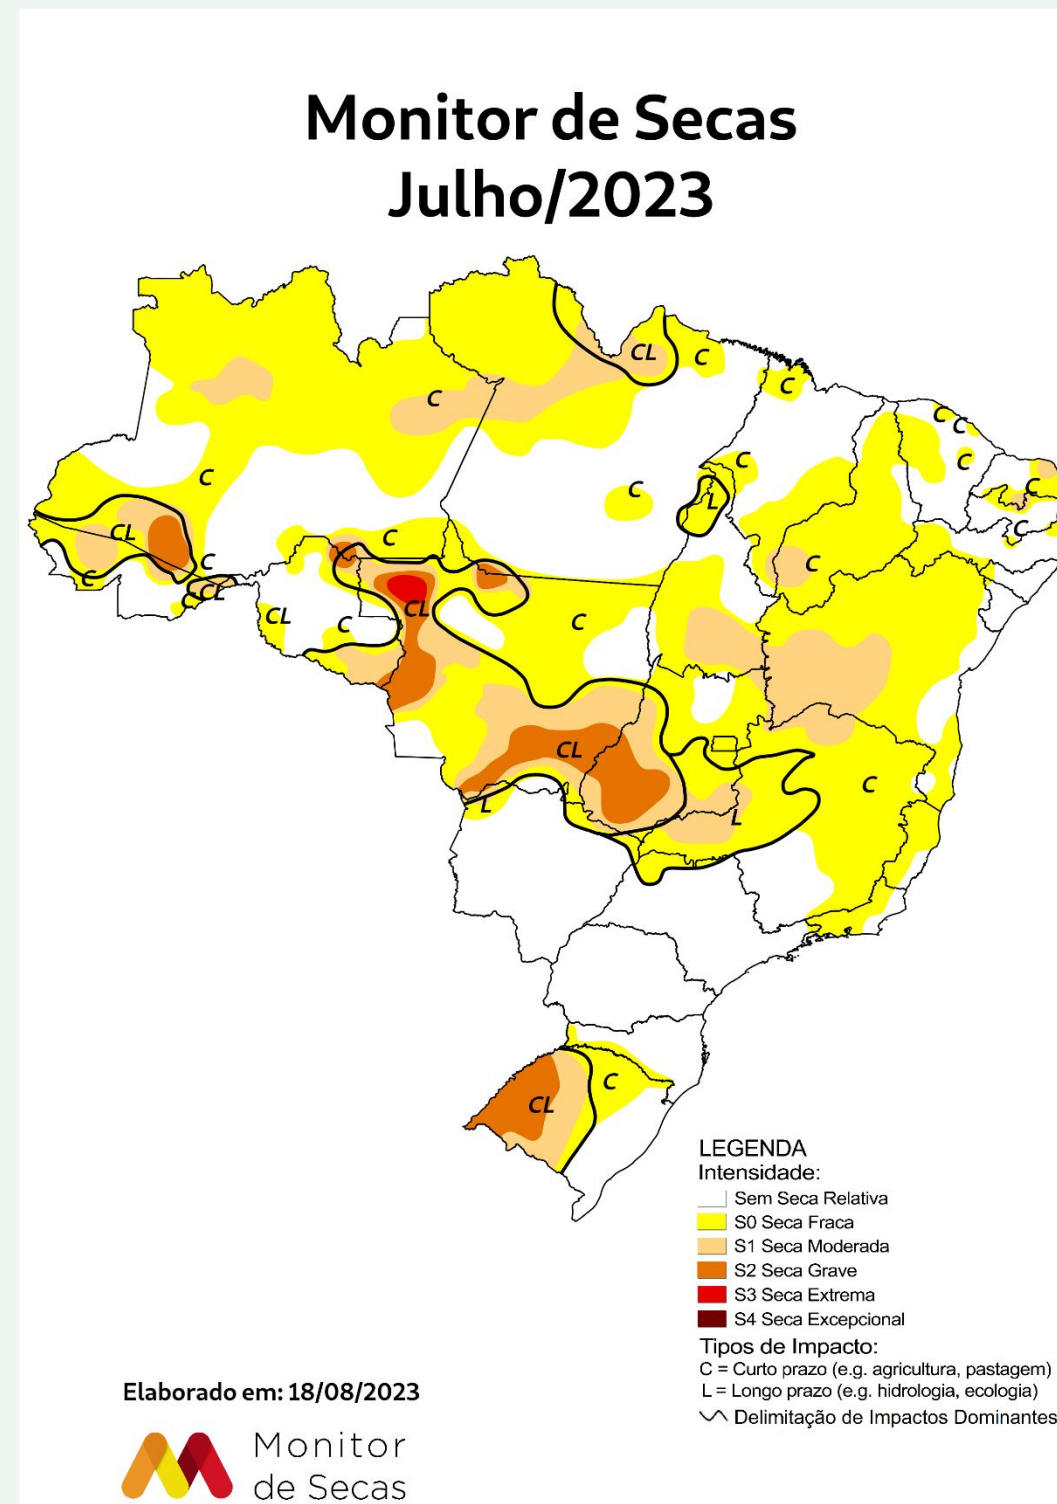 Monitor de Secas
Julho/2023
CL
C
C
C
C
C
C
C
C
L
C
C
CL
C
C
C
C
CL
CL
CL
C
C
CL
C
CL
L
L
C
C
CL
LEGENDA
Intensidade:
Sem Seca Relativa
S0 Seca Fraca
S1 Seca Moderada
S2 Seca Grave
S3 Seca Extrema
S4 Seca Excepcional
Tipos de Impacto:
C = Curto prazo (e.g. agricultura, pastagem)
L = Longo prazo (e.g. hidrologia, ecologia)
Delimitação de Impactos Dominantes
Elaborado em: 18/08/2023
Monitor
de Secas